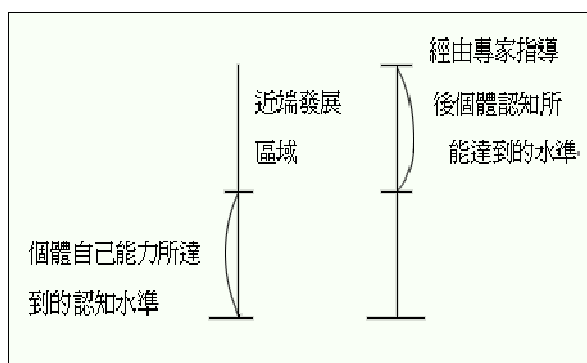 近端發展
區域
個體自己能力所達
到的認知水準
經由專家指導
後個體認知所
能達到的水準